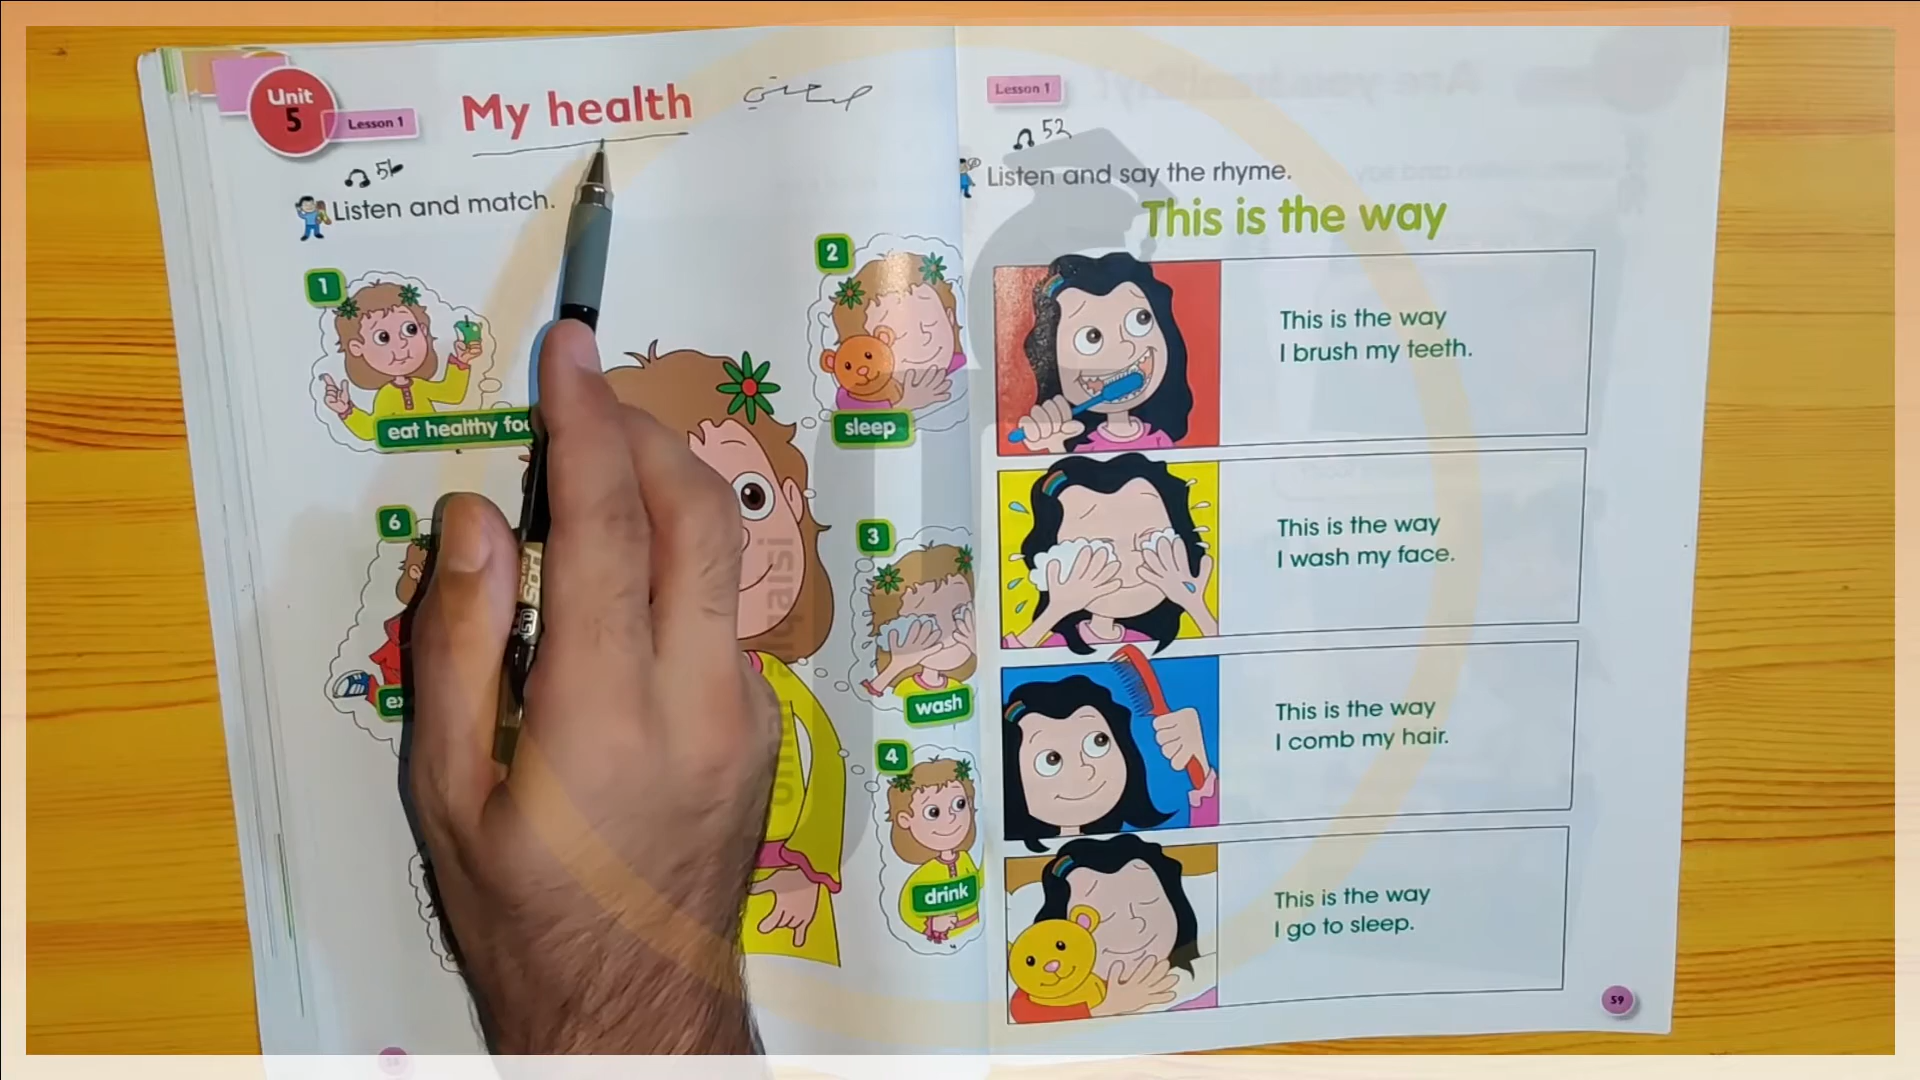 Unit
5
Lesson 1
My health
صحتي
51
Listen and match.
1
eat healthy
2
sleep
6
3
wash
4
drink
Lesson 1
52
Listen and say the rhyme.
This is the way
This is the way
I brush my teeth.
This is the way
I wash my face.
This is the way
I comb my hair.
This is the way
I go to sleep.
59